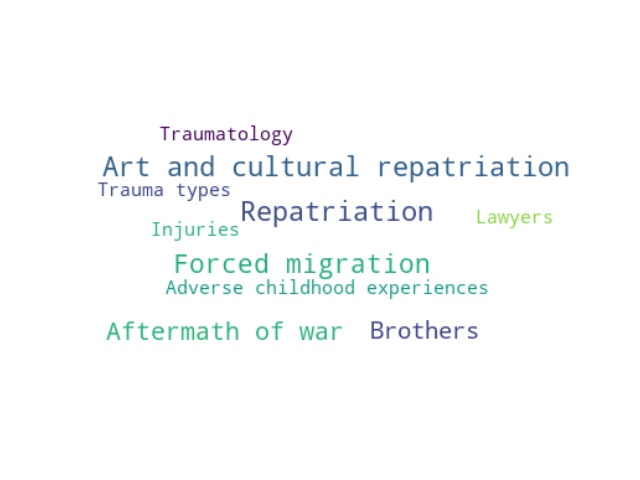 Traumatology
Art and cultural repatriation
Trauma types
Repatriation
Lawyers
Injuries
Forced migration
Adverse childhood experiences
Aftermath of war
Brothers